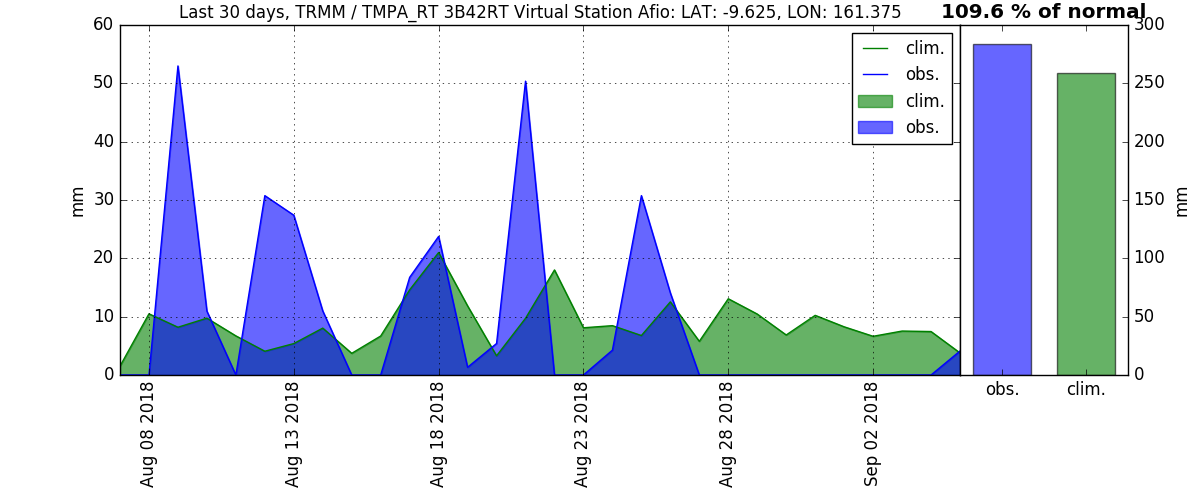 Last 30 days, TRMM / TMPA_RT 3B42RT Virtual Station Afio: LAT: -9.625, LON: 161.375
109.6 % of normal
60
50
40
30
20
10
0
mm
clim.
obs.
clim.
obs.
Aug 08 2018
Aug 13 2018
Aug 18 2018
Aug 23 2018
Aug 28 2018
Sep 02 2018
300
250
200
150
100
50
0
mm
obs.
clim.